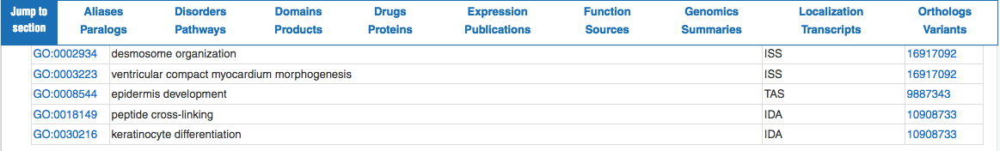 Jump to section
Aliases Disorders Domains Drugs Expression Function Genomics Localization Orthologs
Paralogs Pathways Products Proteins Publications Sources Summaries Transcripts Variants
GO:0002934 desmosome organization ISS 16917092
GO:0003223 ventricular compact myocardium morphogenesis ISS 16917092
GO:0008544 epidermis development TAS 9887343
GO:0018149 peptide cross-linking IDA 10908733
GO:0030216 keratinocyte differentiation IDA 10908733